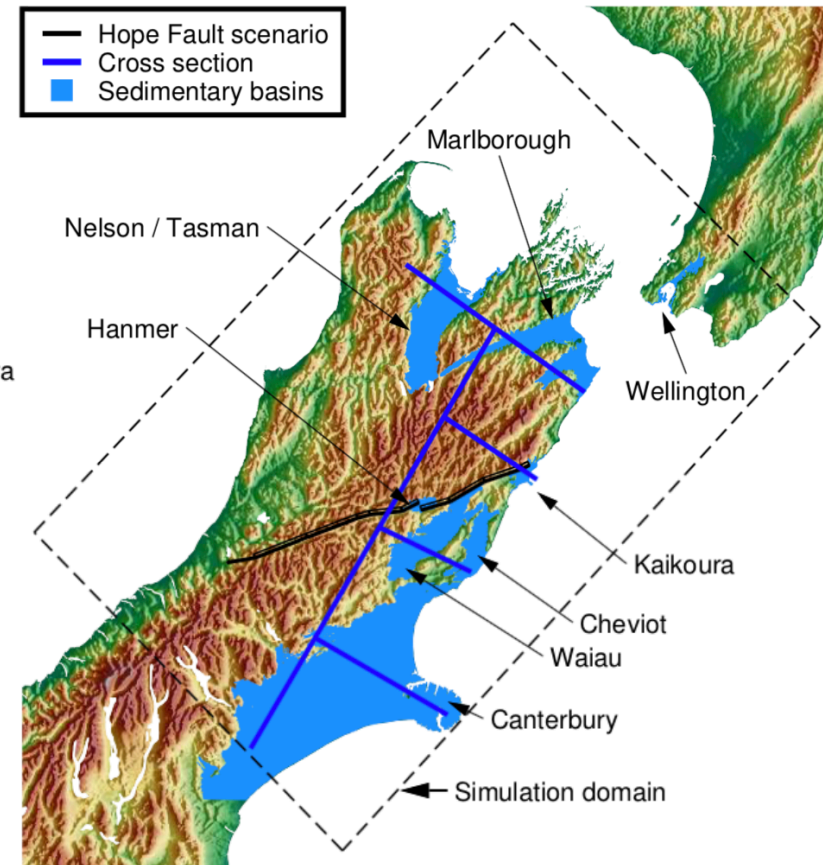 Hope Fault scenario
Cross section
Sedimentary basins
Marlborough
Nelson / Tasman
Hanmer
a
Wellington
Kaikoura
Cheviot
Waiau
Canterbury
Simulation domain